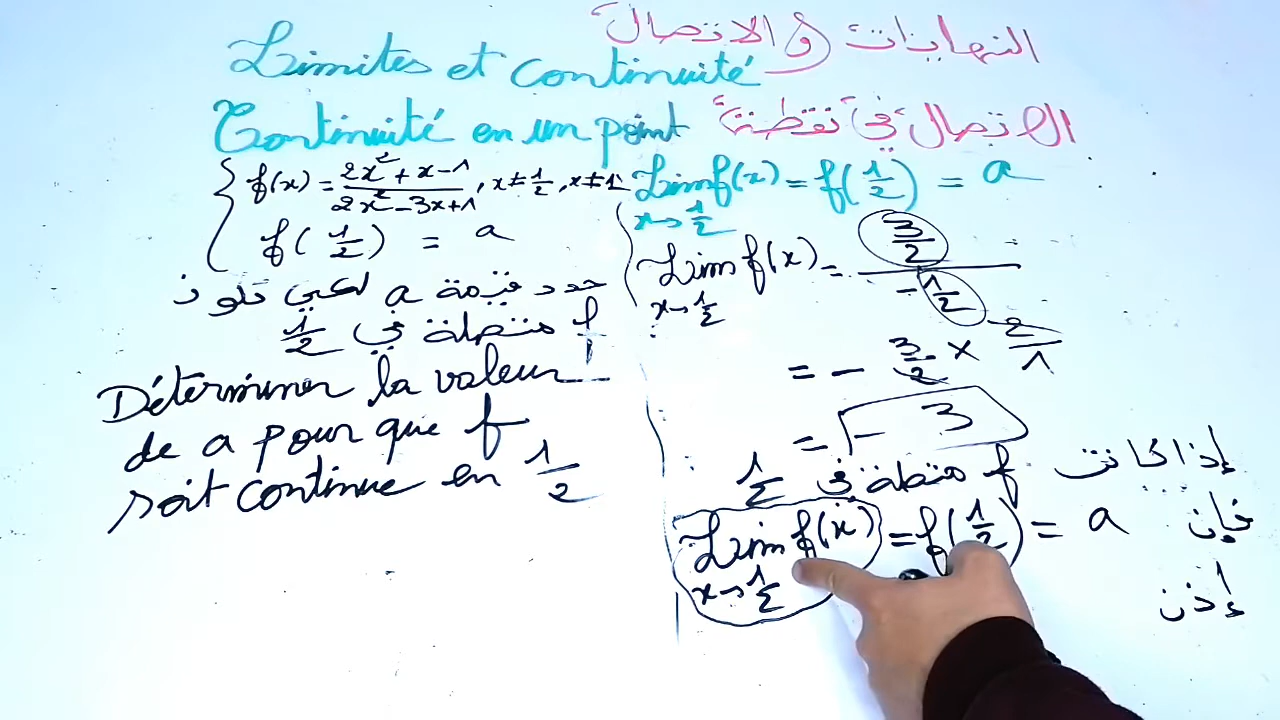 النهايات و الاتصال
Limites et continuité
Continuité en un point الاتصال في نقطة
f(x) = (2x² + x - 1)/(2x² - 3x + 1) , x ≠ 1/2 , x ≠ 1
f(1/2) = a
حدد قيمة a لكي تكون
f متصلة في 1/2
Déterminer la valeur
de a pour que f
soit continue en 1/2
Lim f(x) = f(1/2) = a
x→1/2
Lim f(x) = (3/2)/(-1/2)
x→1/2
= - 3/2 × 2/1
= - 3
إذا كانت f متصلة في 1/2
فإن Lim f(x) = f(1/2) = a
x→1/2
إذن